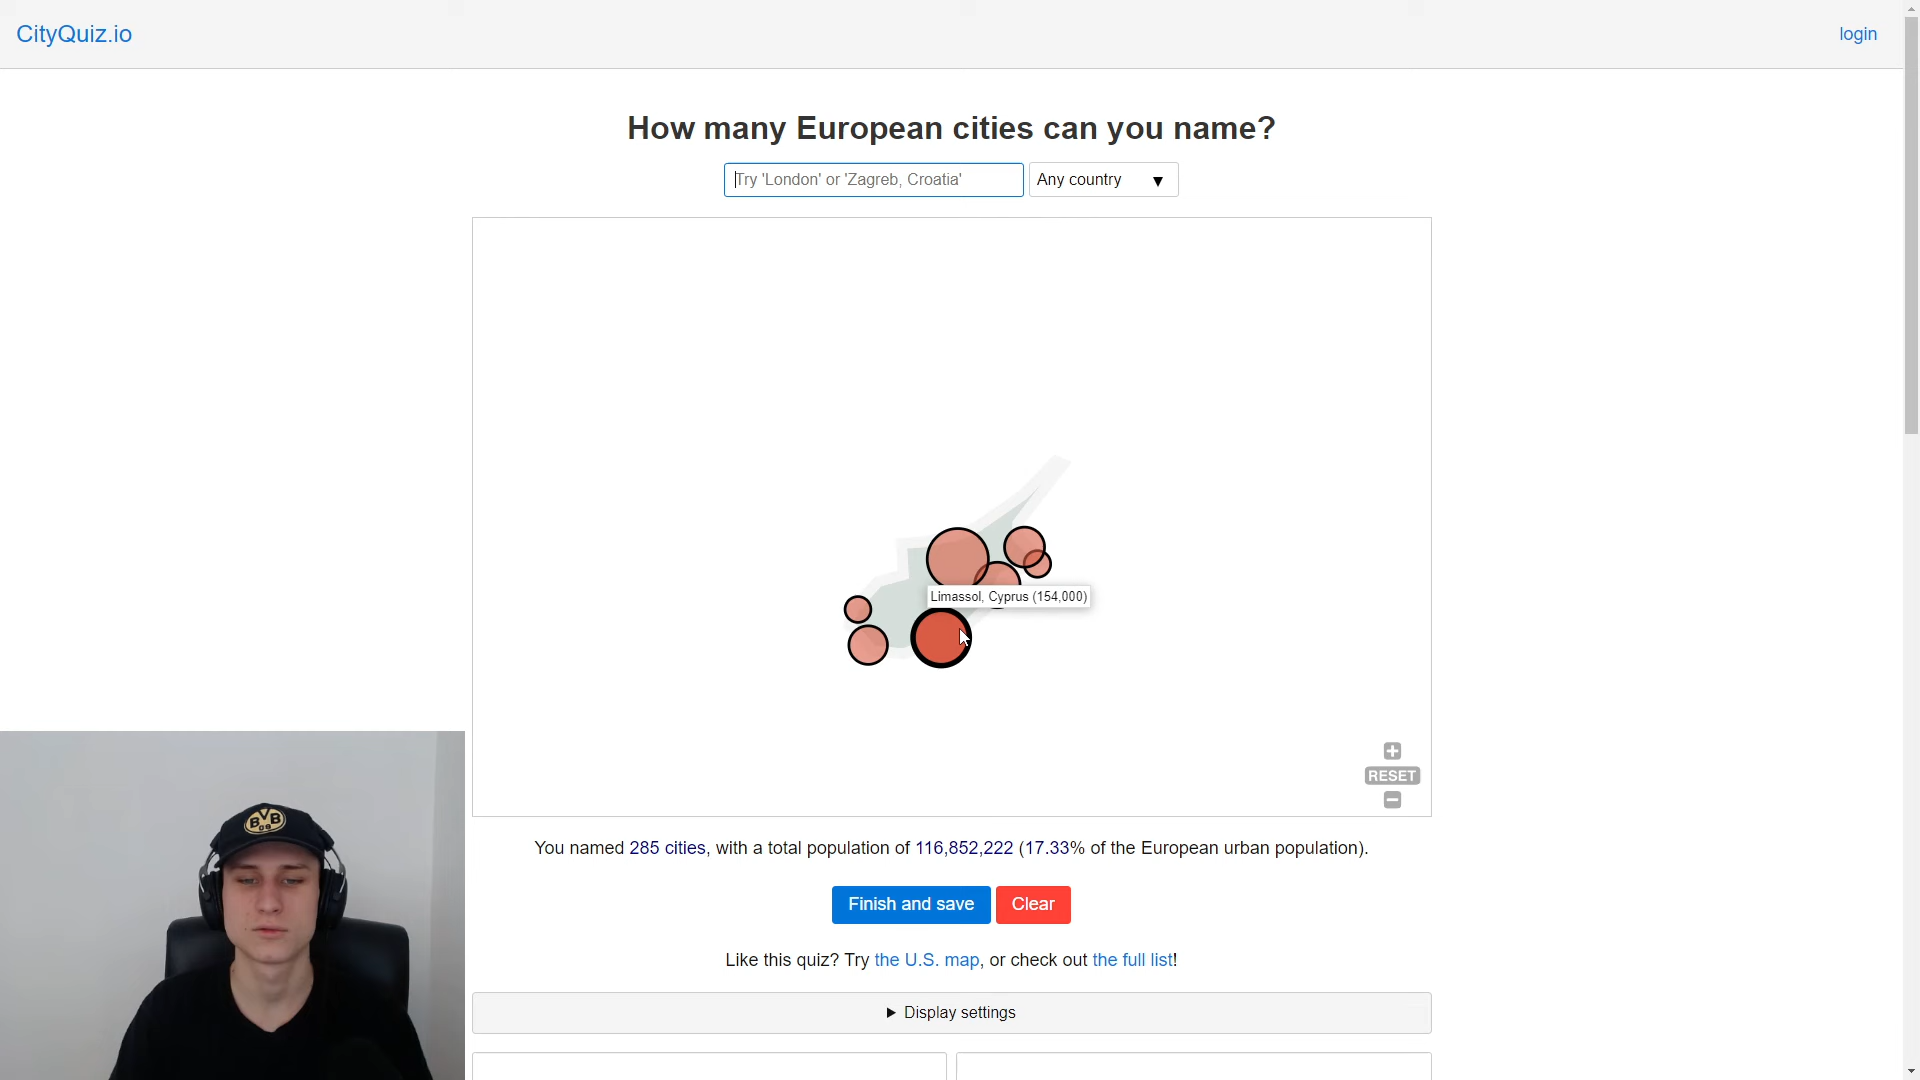 CityQuiz.io
login
How many European cities can you name?
Try 'London' or 'Zagreb, Croatia'
Any country ▼
Limassol, Cyprus (154,000)
+
RESET
−
You named 285 cities, with a total population of 116,852,222 (17.33% of the European urban population).
Finish and save
Clear
Like this quiz? Try the U.S. map, or check out the full list!
▶ Display settings
BVB
09